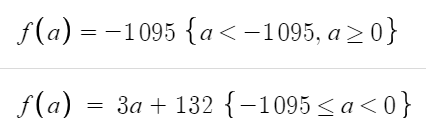 f(a) = −1095 {a < −1095, a ≥ 0}
f(a) = 3a + 132 {−1095 ≤ a < 0}